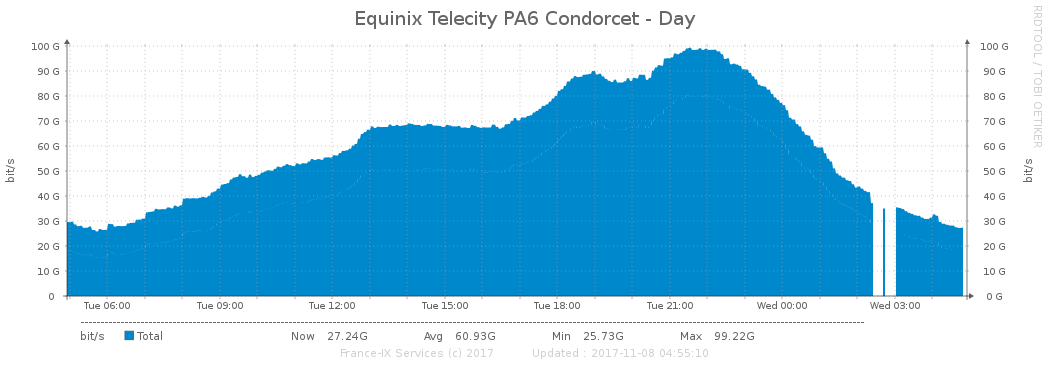 Equinix Telecity PA6 Condorcet - Day
RRDTOOL / TOBI OETIKER
bit/s
bit/s
100 G 100 G
90 G 90 G
80 G 80 G
70 G 70 G
60 G 60 G
50 G 50 G
40 G 40 G
30 G 30 G
20 G 20 G
10 G 10 G
0 0 G
Tue 06:00 Tue 09:00 Tue 12:00 Tue 15:00 Tue 18:00 Tue 21:00 Wed 00:00 Wed 03:00
bit/s Total Now 27.24G Avg 60.93G Min 25.73G Max 99.22G
France-IX Services (c) 2017 Updated : 2017-11-08 04:55:10